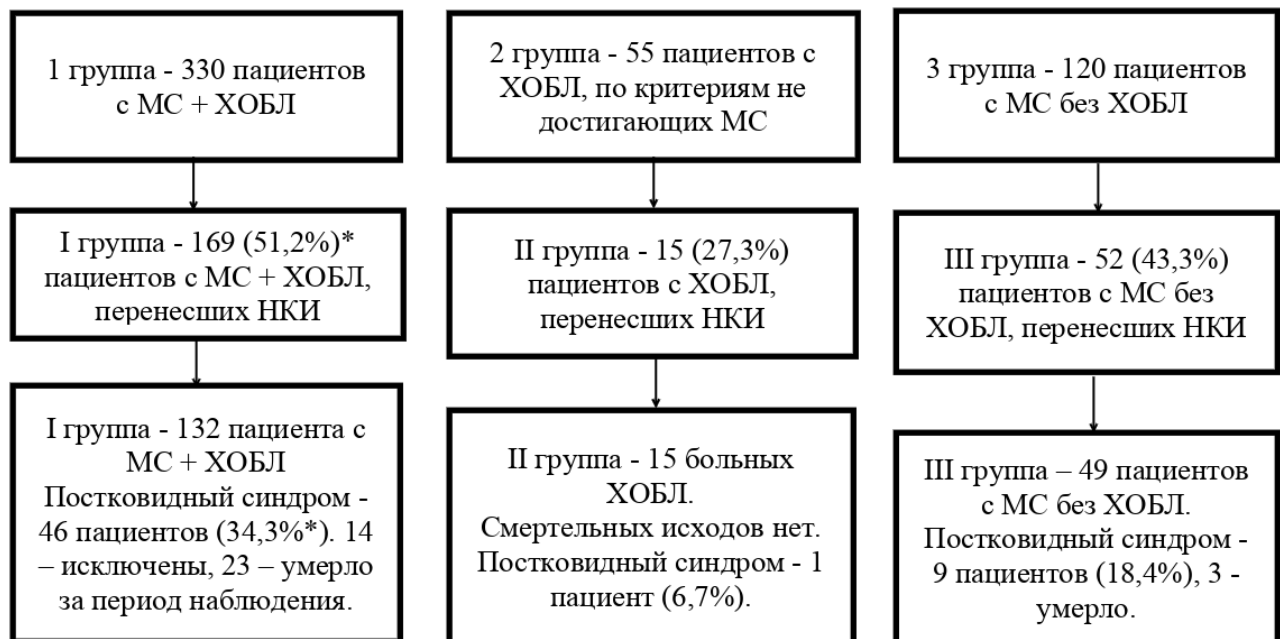 1 группа - 330 пациентов
с МС + ХОБЛ
2 группа - 55 пациентов с
ХОБЛ, по критериям не
достигающих МС
3 группа - 120 пациентов
с МС без ХОБЛ
I группа - 169 (51,2%)*
пациентов с МС + ХОБЛ,
перенесших НКИ
II группа - 15 (27,3%)
пациентов с ХОБЛ,
перенесших НКИ
III группа - 52 (43,3%)
пациентов с МС без
ХОБЛ, перенесших НКИ
I группа - 132 пациента с
МС + ХОБЛ
Постковидный синдром -
46 пациентов (34,3%*). 14
– исключены, 23 – умерло
за период наблюдения.
II группа - 15 больных
ХОБЛ.
Смертельных исходов нет.
Постковидный синдром - 1
пациент (6,7%).
III группа – 49 пациентов
с МС без ХОБЛ.
Постковидный синдром -
9 пациентов (18,4%), 3 -
умерло.